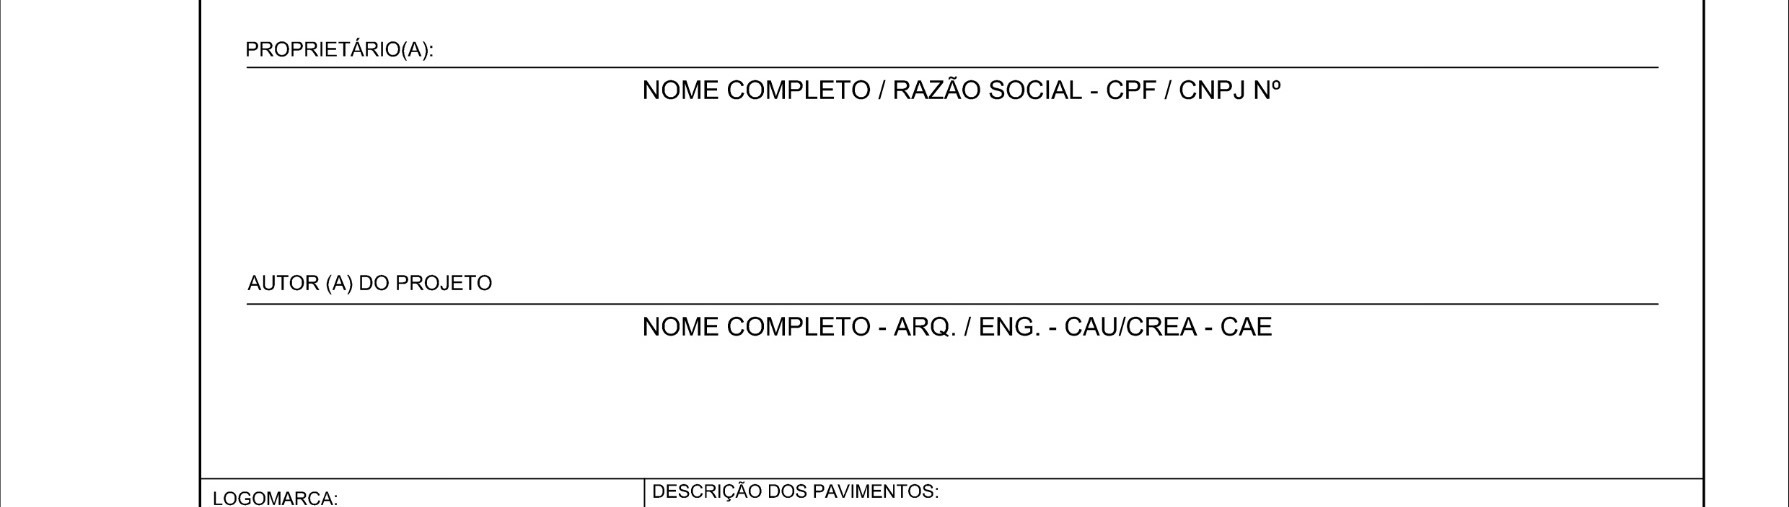 PROPRIETÁRIO(A):
NOME COMPLETO / RAZÃO SOCIAL - CPF / CNPJ Nº
AUTOR (A) DO PROJETO
NOME COMPLETO - ARQ. / ENG. - CAU/CREA - CAE
LOGOMARCA:
DESCRIÇÃO DOS PAVIMENTOS: